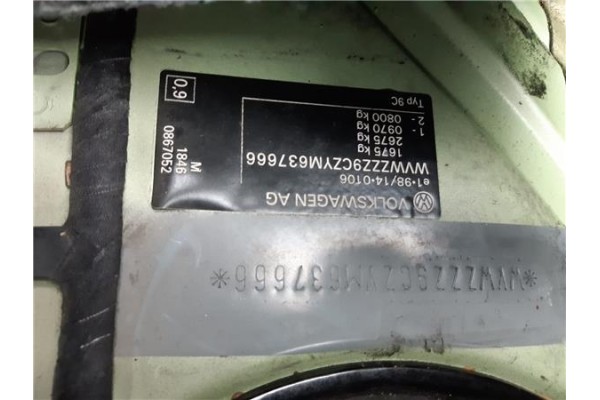 VOLKSWAGEN AG
e1-98/14-0106
WVWZZZ9CZYM637666
1675 kg
2675 kg
1- 0970 kg
2- 0800 kg
Typ 9C
M
1846
0867052
0,9
*WVWZZZ9CZYM637666*